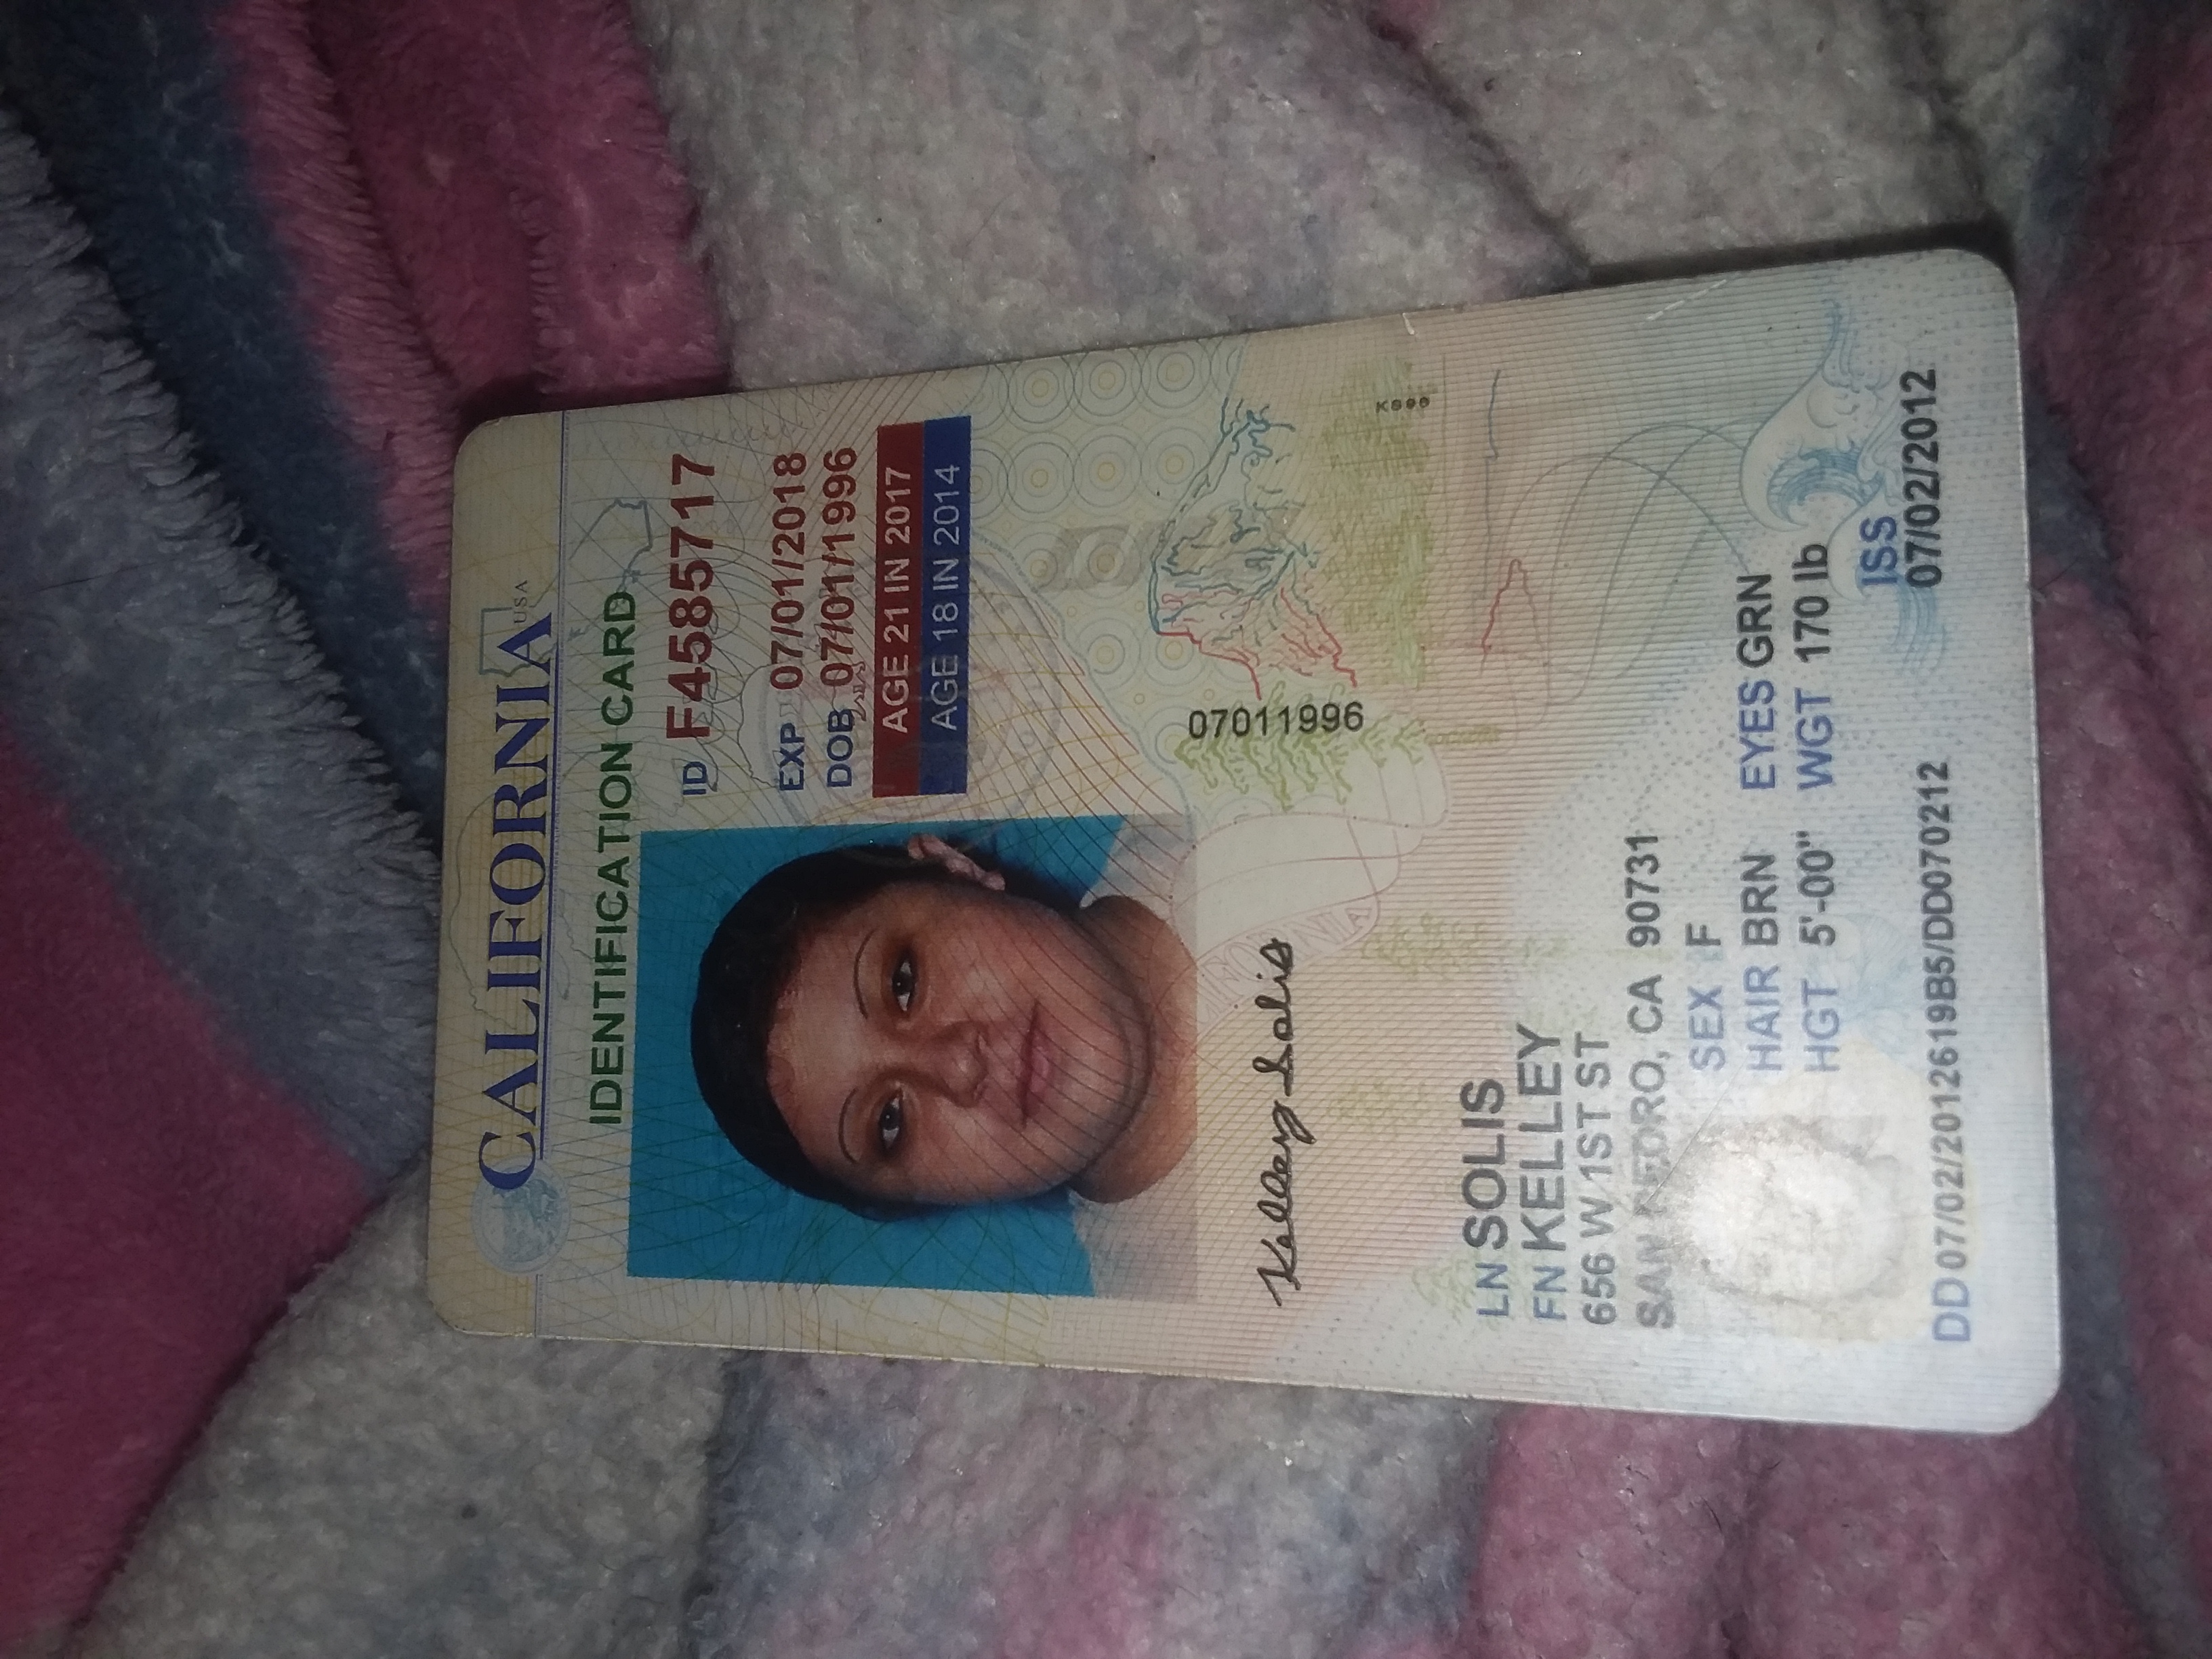 CALIFORNIA USA
IDENTIFICATION CARD
ID F4585717
EXP 07/01/2018
DOB 07/01/1996
AGE 21 IN 2017
AGE 18 IN 2014
07011996
Kelley Solis
LN SOLIS
FN KELLEY
656 W 1ST ST
SAN PEDRO, CA 90731
SEX F
HAIR BRN EYES GRN
HGT 5'-00" WGT 170 lb
ISS
07/02/2012
DD 07/02/2012619B5/DD070212